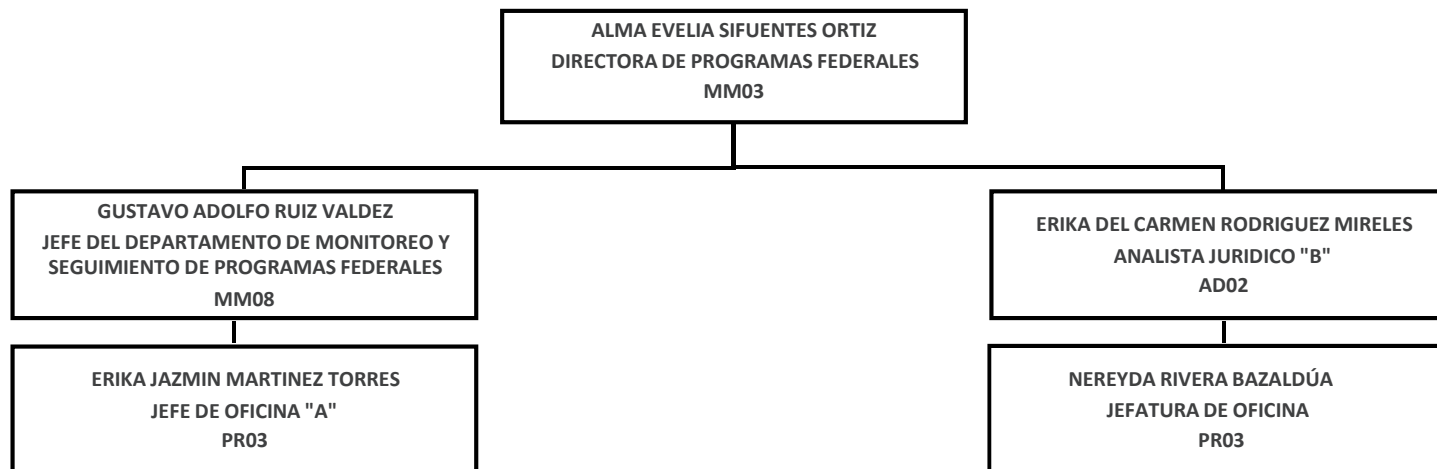 ALMA EVELIA SIFUENTES ORTIZ
DIRECTORA DE PROGRAMAS FEDERALES
MM03
GUSTAVO ADOLFO RUIZ VALDEZ
JEFE DEL DEPARTAMENTO DE MONITOREO Y
SEGUIMIENTO DE PROGRAMAS FEDERALES
MM08
ERIKA DEL CARMEN RODRIGUEZ MIRELES
ANALISTA JURIDICO "B"
AD02
ERIKA JAZMIN MARTINEZ TORRES
JEFE DE OFICINA "A"
PR03
NEREYDA RIVERA BAZALDÚA
JEFATURA DE OFICINA
PR03